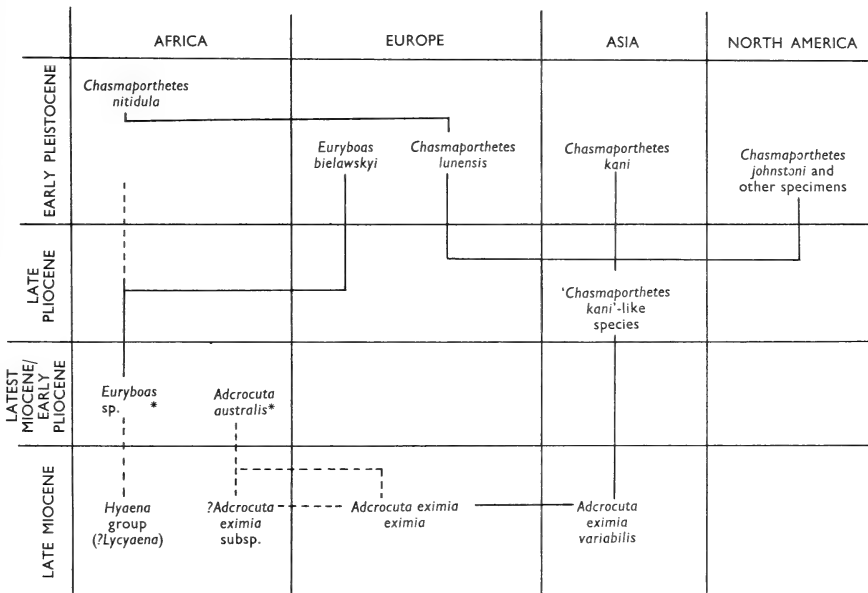 AFRICA
EUROPE
ASIA
NORTH AMERICA
EARLY PLEISTOCENE
Chasmaporthetes
nitidula
Euryboas
bielawskyi
Chasmaporthetes
lunensis
Chasmaporthetes
kani
Chasmaporthetes
johnstoni and
other specimens
LATE
PLIOCENE
'Chasmaporthetes
kani'-like
species
LATEST
MIOCENE/
EARLY
PLIOCENE
Euryboas
sp. *
Adcrocuta
australis*
LATE MIOCENE
Hyaena
group
(?Lycyaena)
?Adcrocuta
eximia
subsp.
Adcrocuta eximia
eximia
Adcrocuta
eximia
variabilis